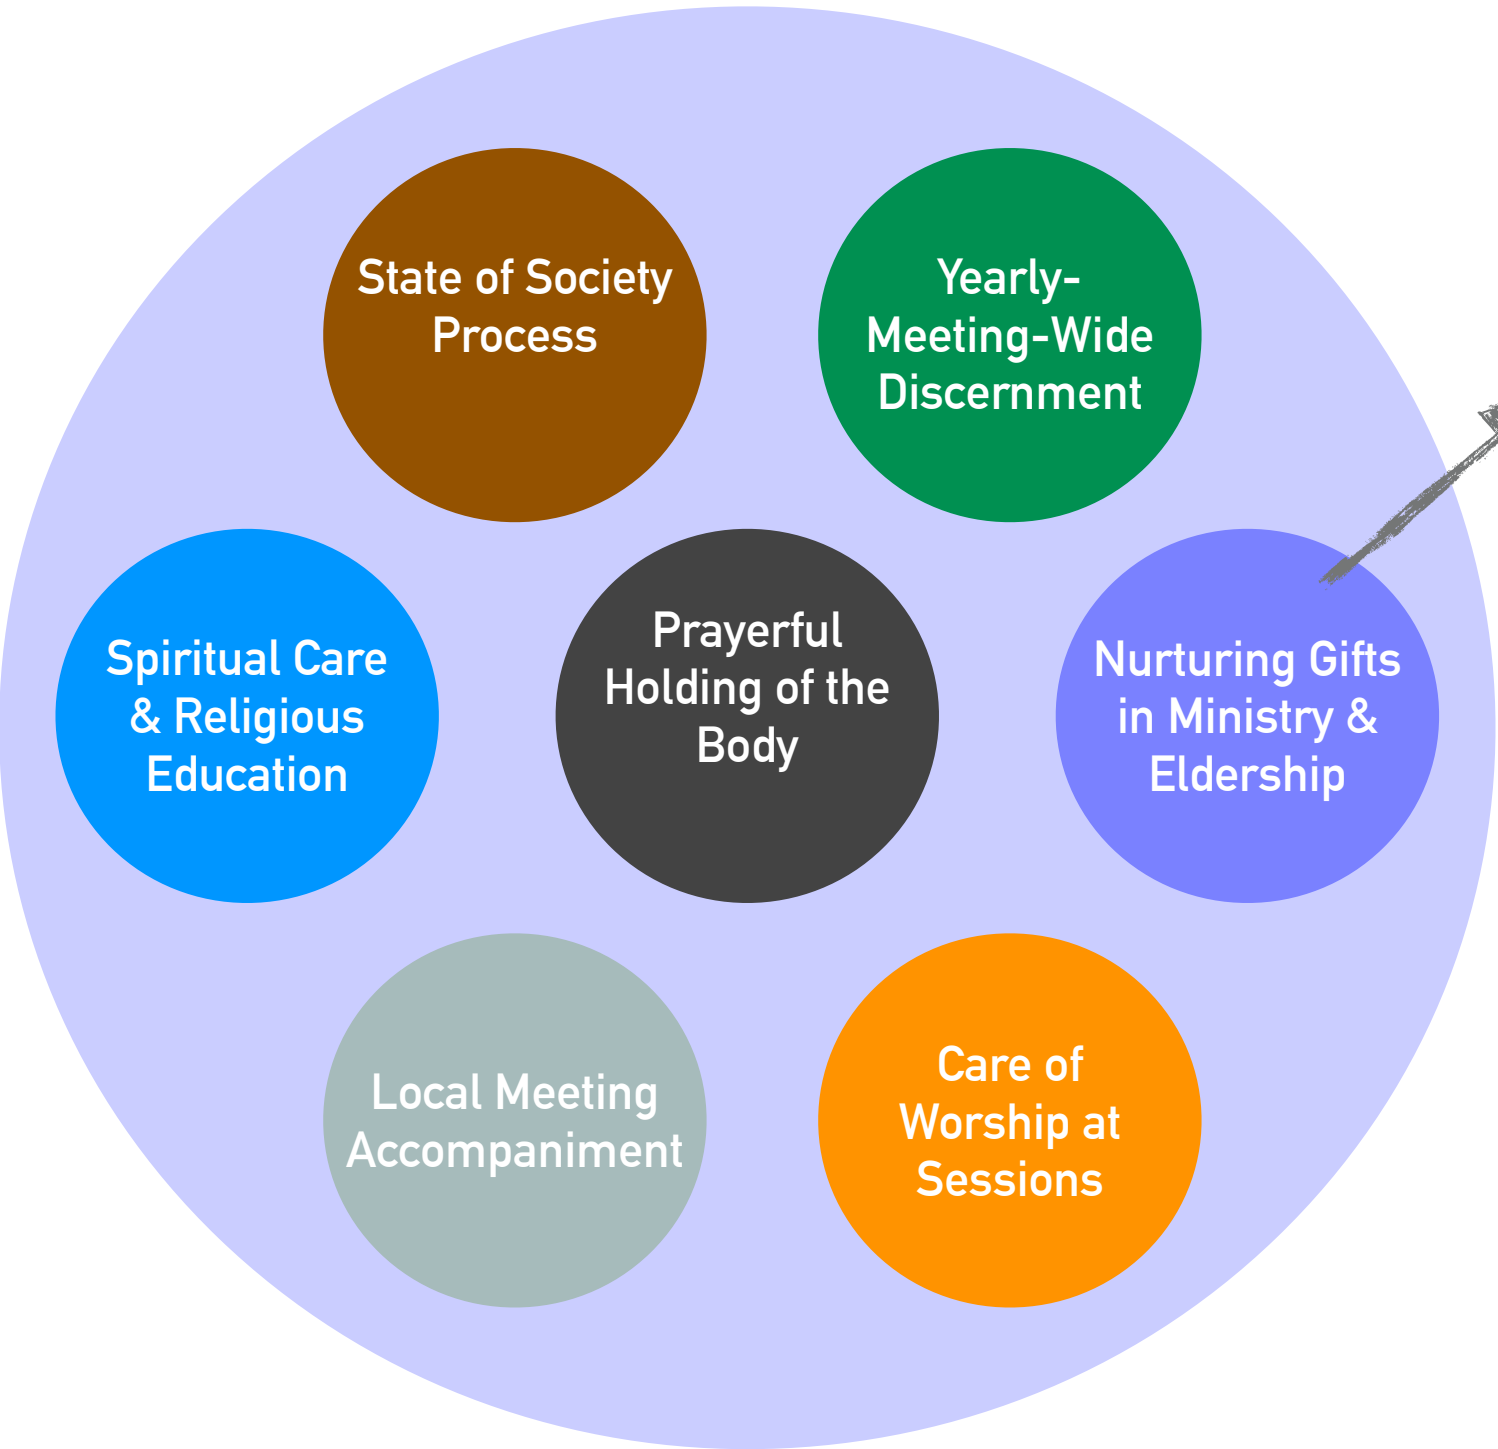 State of Society
Process
Yearly-
Meeting-Wide
Discernment
Spiritual Care
& Religious
Education
Prayerful
Holding of the
Body
Nurturing Gifts
in Ministry &
Eldership
Local Meeting
Accompaniment
Care of
Worship at
Sessions